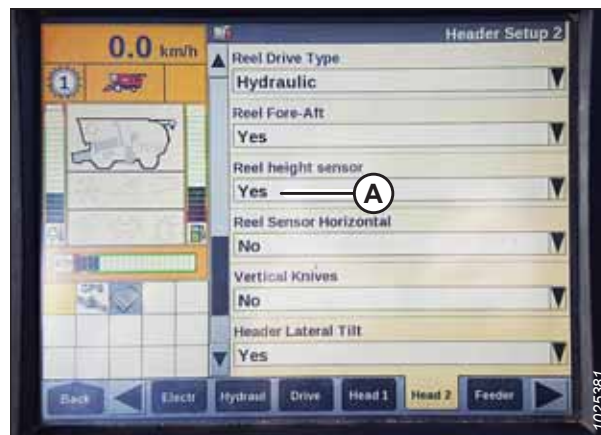 0.0 km/h
Header Setup 2
1
Reel Drive Type
Hydraulic
Reel Fore-Aft
Yes
Reel height sensor
Yes
A
Reel Sensor Horizontal
No
Vertical Knives
No
Header Lateral Tilt
Yes
GPS
Back
Electr
Hydraul
Drive
Head 1
Head 2
Feeder
1025381